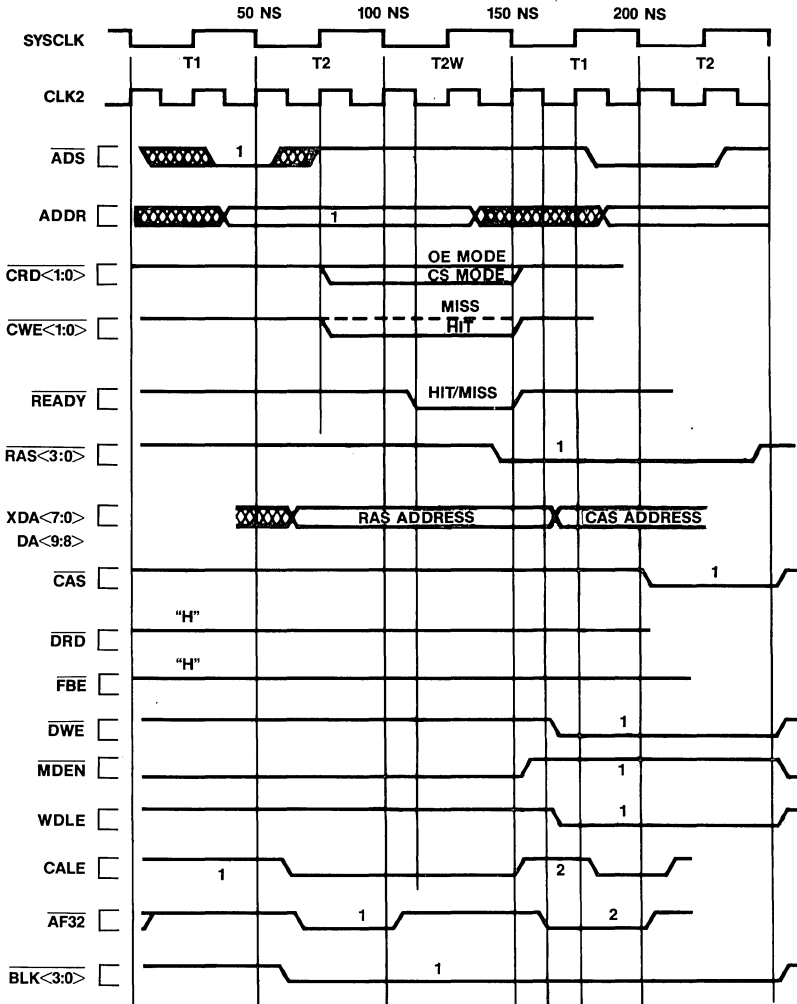 50 NS 100 NS 150 NS 200 NS
SYSCLK
T1 T2 T2W T1 T2
CLK2
ADS 1
ADDR 1
OE MODE
CRD<1:0> CS MODE
MISS
CWE<1:0> HIT
READY HIT/MISS
RAS<3:0> 1
XDA<7:0> RAS ADDRESS CAS ADDRESS
DA<9:8>
CAS 1
"H"
DRD
"H"
FBE
DWE 1
MDEN 1
WDLE 1
CALE 1 2
AF32 1 2
BLK<3:0> 1